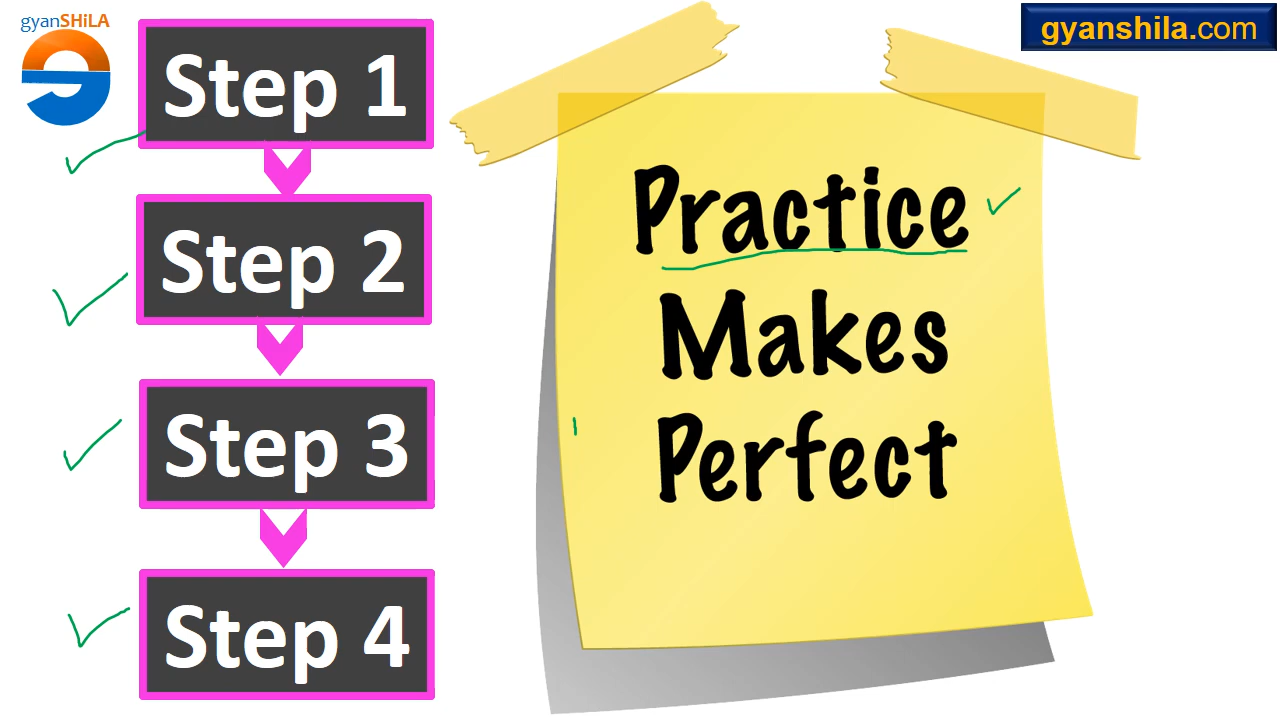 gyanSHiLA
Step 1
Step 2
Step 3
Step 4
gyanshila.com
Practice
Makes
Perfect